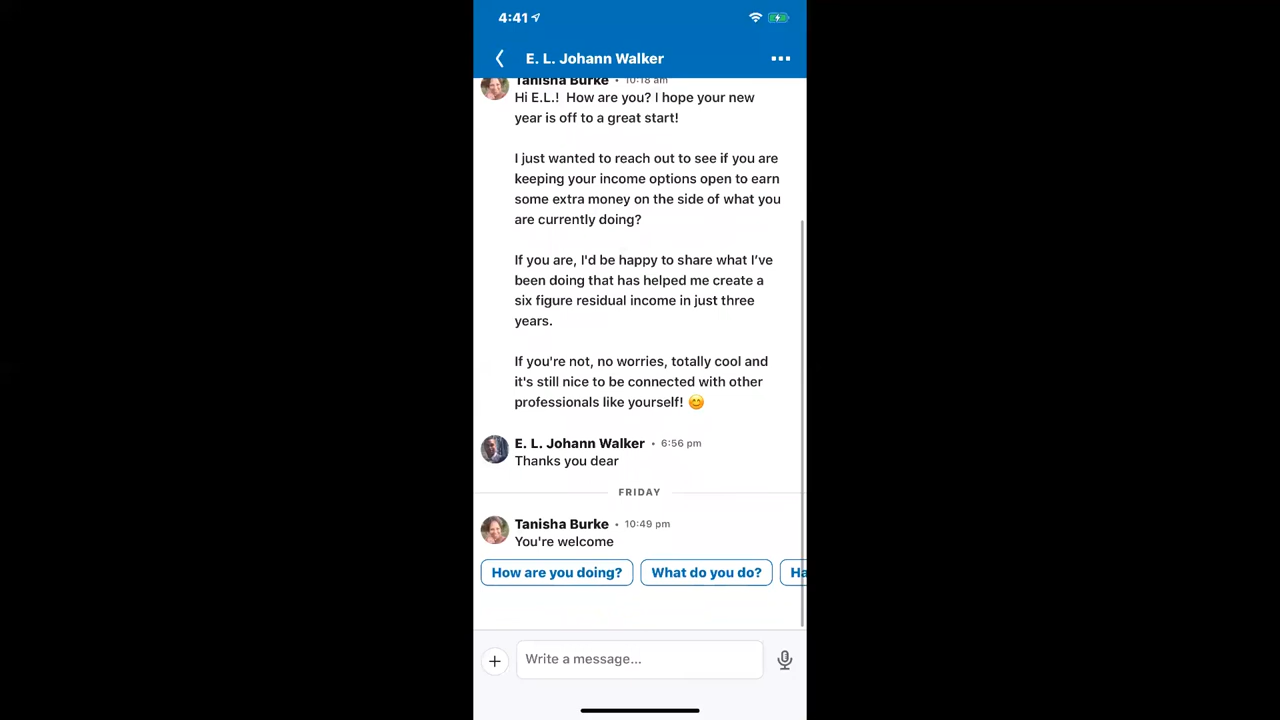 4:41
E. L. Johann Walker
Tanisha Burke • 10:18 am
Hi E.L.! How are you? I hope your new
year is off to a great start!
I just wanted to reach out to see if you are
keeping your income options open to earn
some extra money on the side of what you
are currently doing?
If you are, I'd be happy to share what I’ve
been doing that has helped me create a
six figure residual income in just three
years.
If you're not, no worries, totally cool and
it's still nice to be connected with other
professionals like yourself! 😊
E. L. Johann Walker • 6:56 pm
Thanks you dear
FRIDAY
Tanisha Burke • 10:49 pm
You're welcome
How are you doing? What do you do?
Write a message...